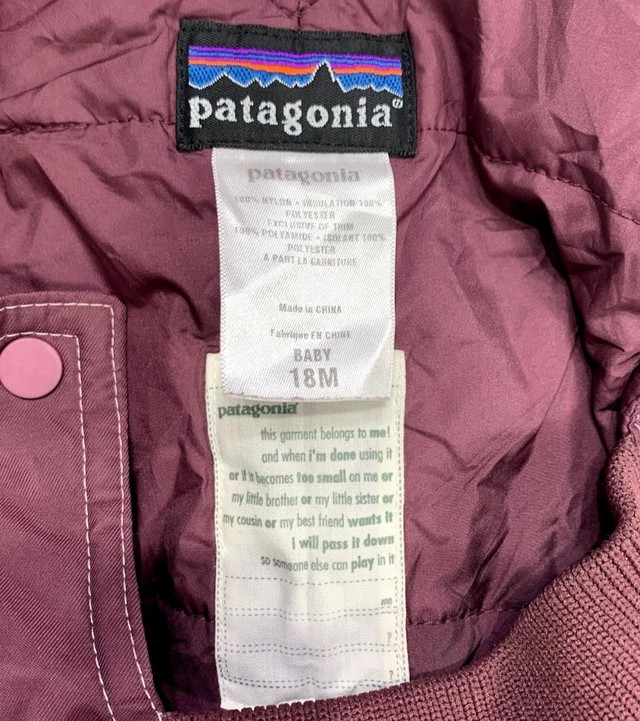 patagonia®
patagonia
100% NYLON • INSULATION 100%
POLYESTER
EXCLUSIVE OF TRIM
100% POLYAMIDE • ISOLANT 100%
POLYESTER
A PART LA GARNITURE
Made in CHINA
Fabrique EN CHINE
BABY
18M
patagonia
this garment belongs to me!
and when i'm done using it
or it becomes too small on me or
my little brother or my little sister or
my cousin or my best friend wants it
i will pass it down
so someone else can play in it
me
?
?